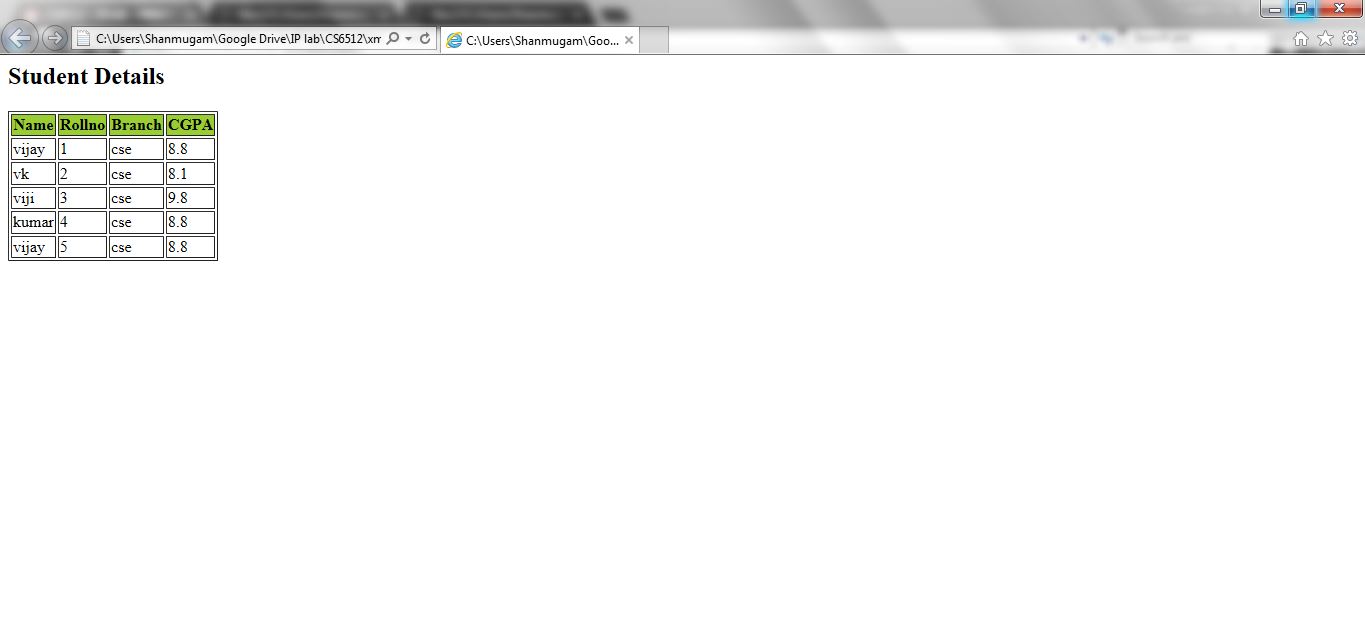 C:\Users\Shanmugam\Google Drive\IP lab\CS6512\xm
C:\Users\Shanmugam\Goo...
Student Details
Name Rollno Branch CGPA
vijay 1 cse 8.8
vk 2 cse 8.1
viji 3 cse 9.8
kumar 4 cse 8.8
vijay 5 cse 8.8